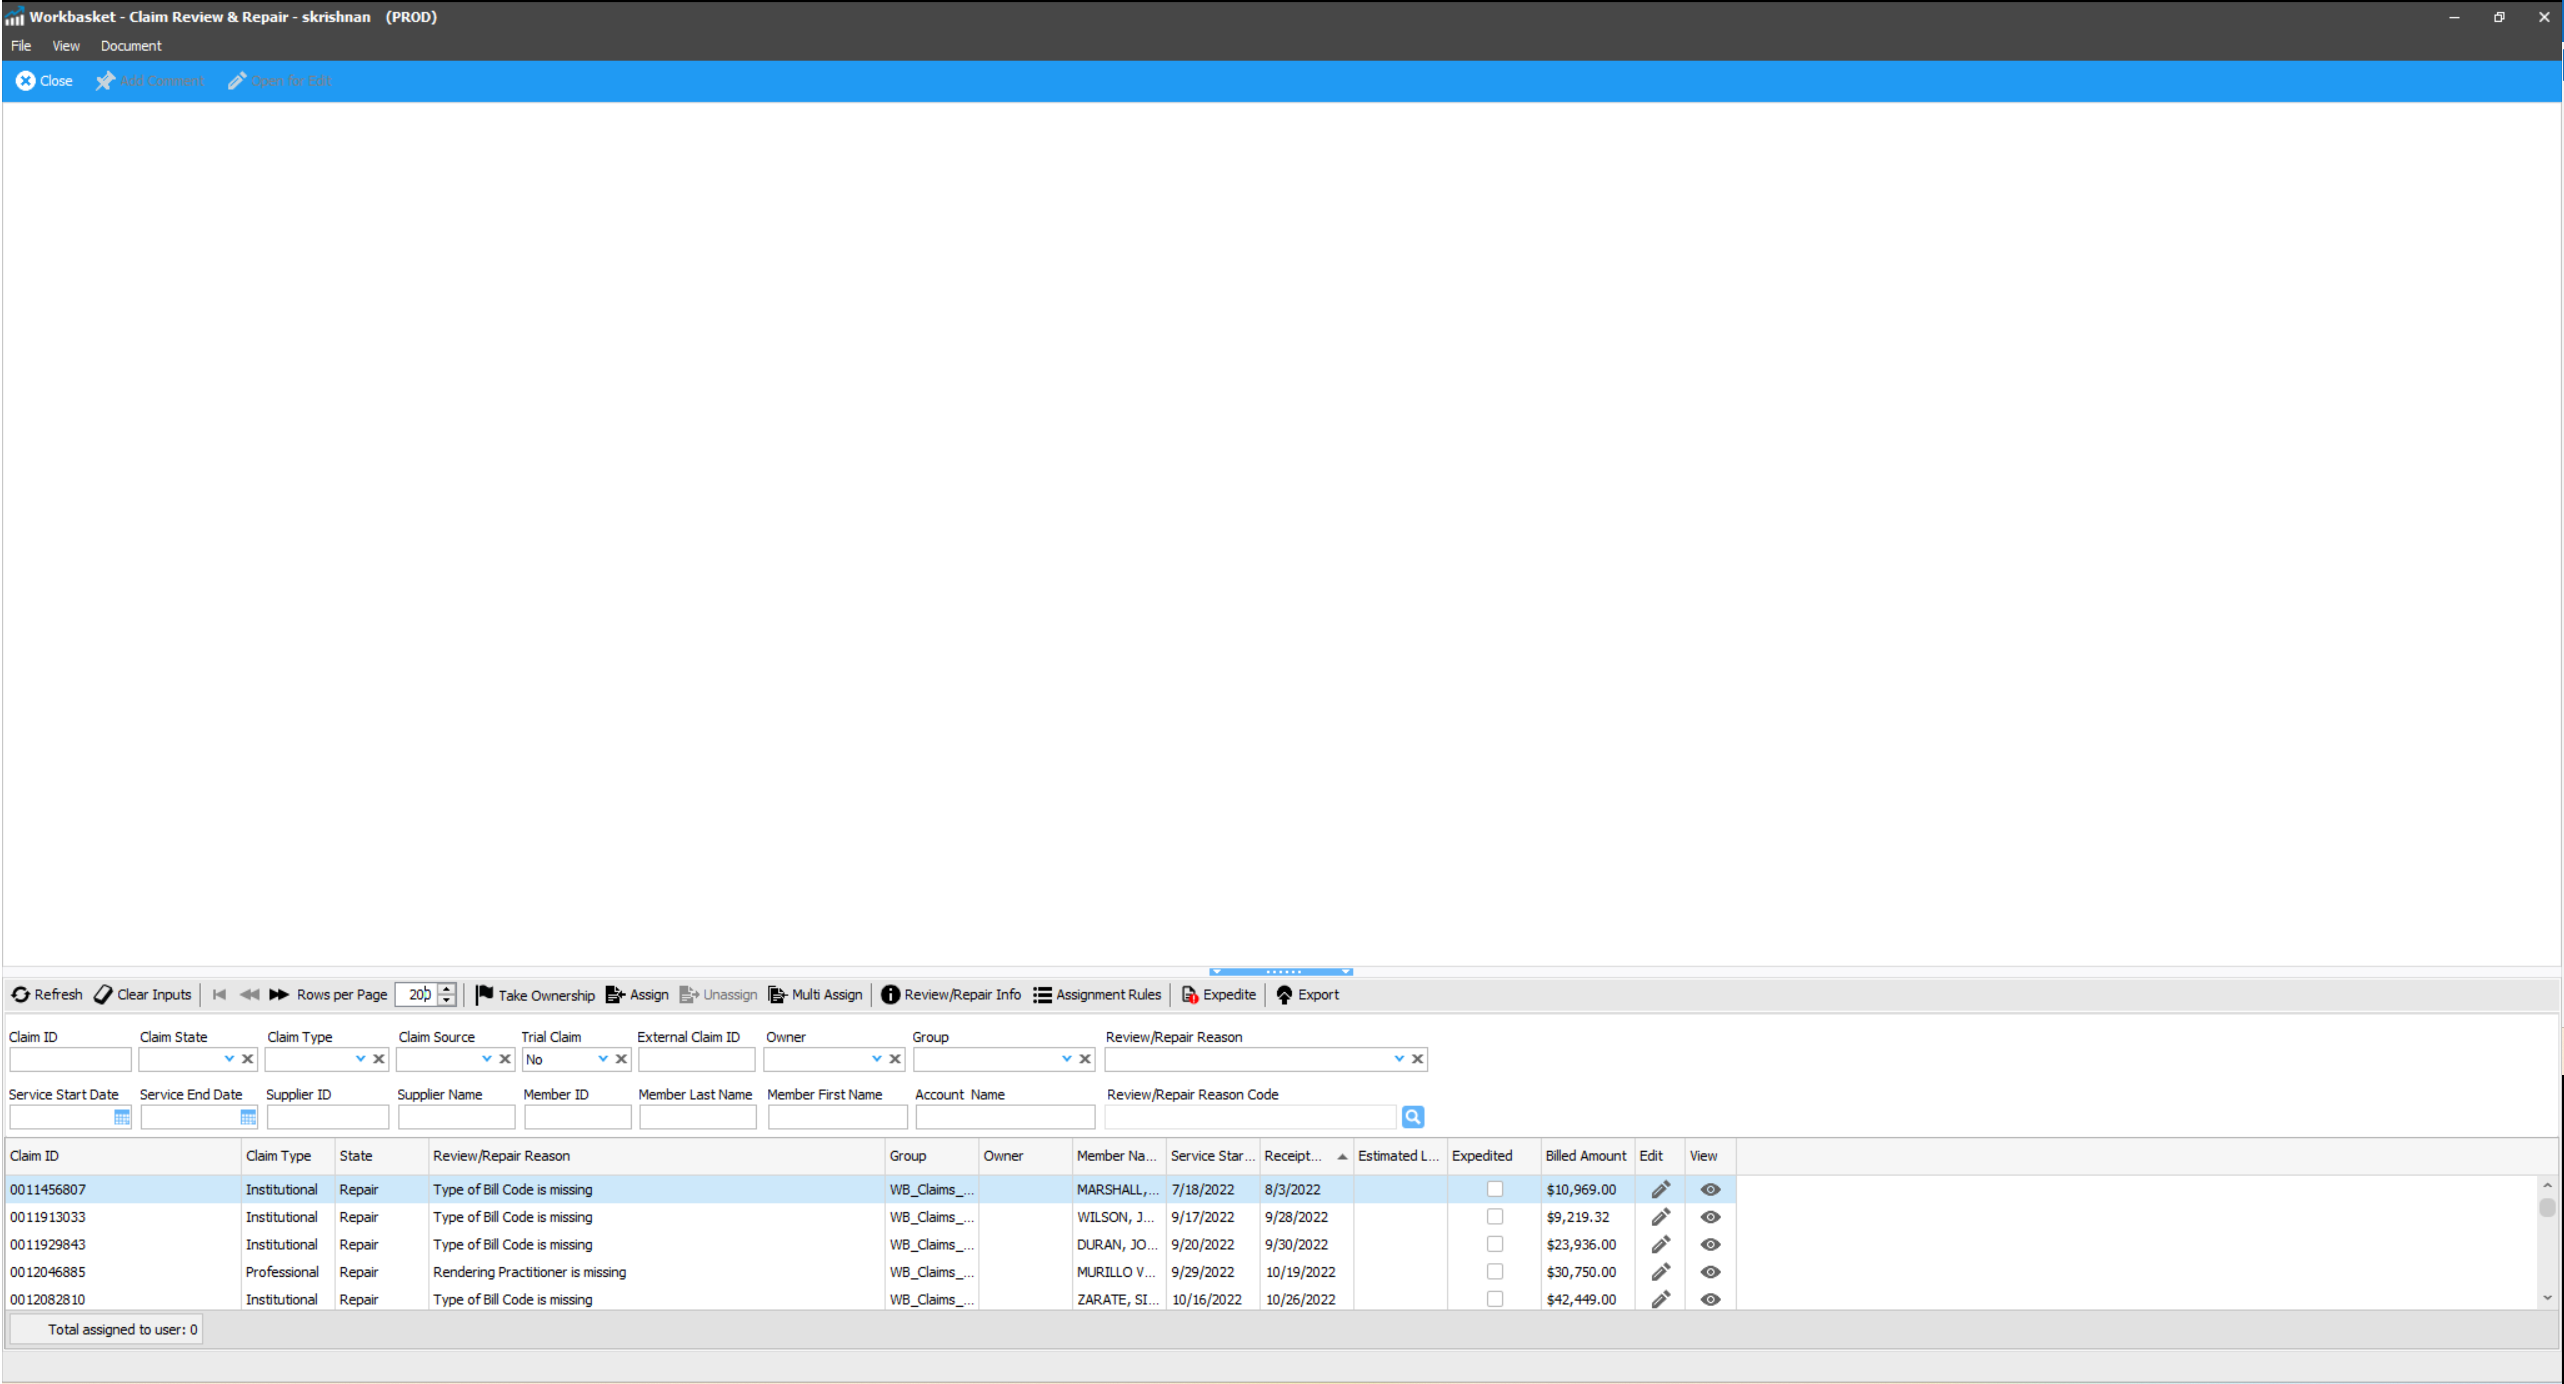 Workbasket - Claim Review & Repair - skrishnan (PROD)
File View Document
Close Add Comment Open for Edit
Refresh Clear Inputs Rows per Page 200 Take Ownership Assign Unassign Multi Assign Review/Repair Info Assignment Rules Expedite Export
Claim ID Claim State Claim Type Claim Source Trial Claim External Claim ID Owner Group Review/Repair Reason
No
Service Start Date Service End Date Supplier ID Supplier Name Member ID Member Last Name Member First Name Account Name Review/Repair Reason Code
Claim ID Claim Type State Review/Repair Reason Group Owner Member Na... Service Star... Receipt... Estimated L... Expedited Billed Amount Edit View
0011456807 Institutional Repair Type of Bill Code is missing WB_Claims_... MARSHALL,... 7/18/2022 8/3/2022 $10,969.00
0011913033 Institutional Repair Type of Bill Code is missing WB_Claims_... WILSON, J... 9/17/2022 9/28/2022 $9,219.32
0011929843 Institutional Repair Type of Bill Code is missing WB_Claims_... DURAN, JO... 9/20/2022 9/30/2022 $23,936.00
0012046885 Professional Repair Rendering Practitioner is missing WB_Claims_... MURILLO V... 9/29/2022 10/19/2022 $30,750.00
0012082810 Institutional Repair Type of Bill Code is missing WB_Claims_... ZARATE, SI... 10/16/2022 10/26/2022 $42,449.00
Total assigned to user: 0